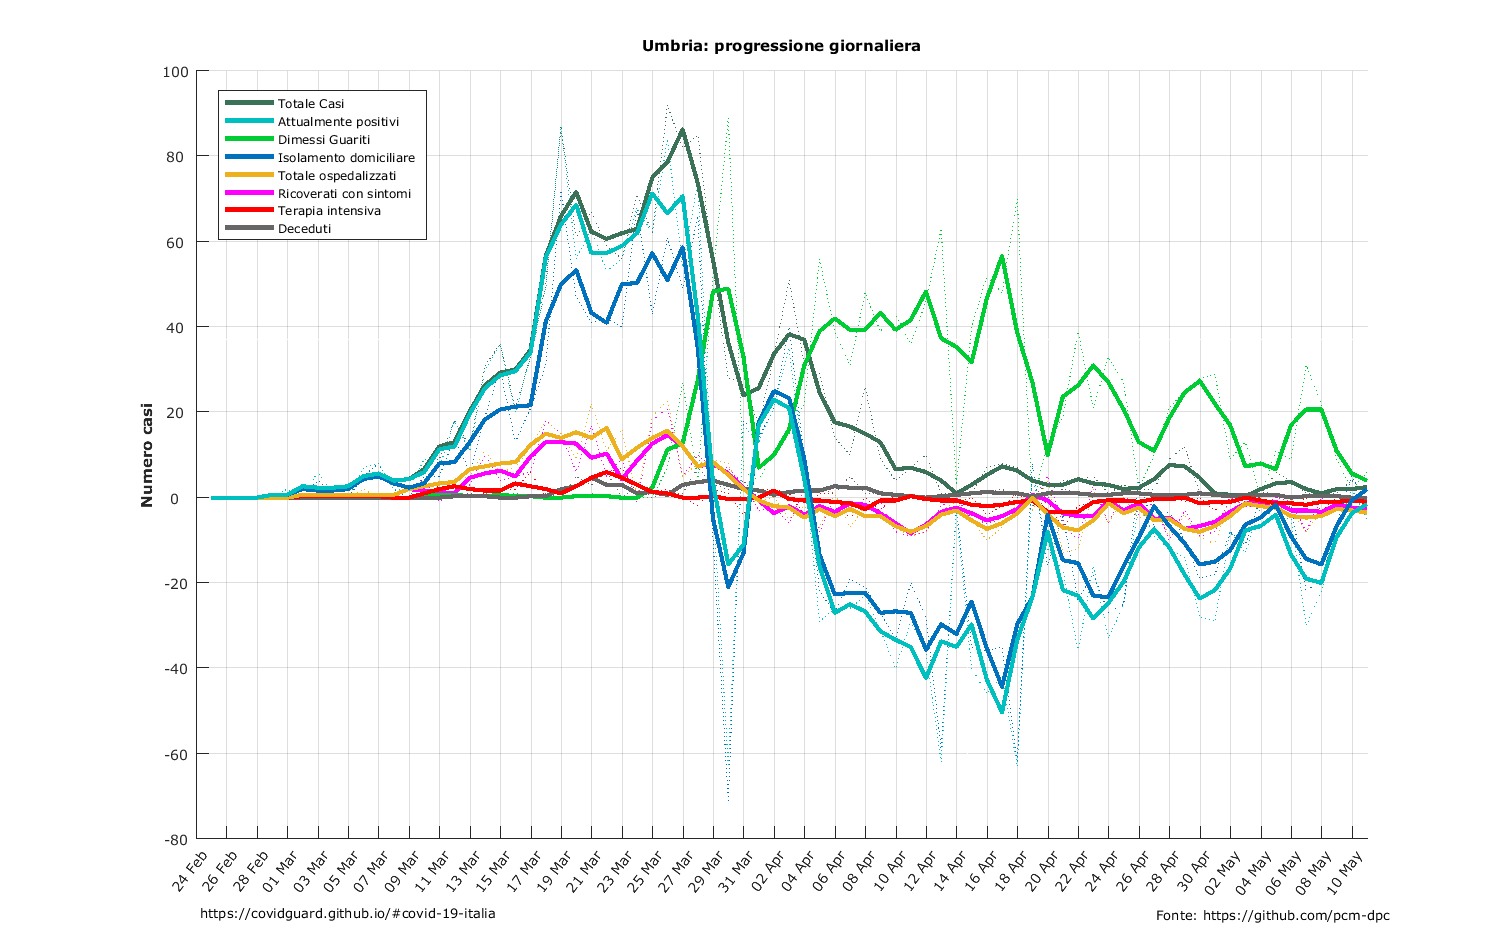 Umbria: progressione giornaliera
100
80
60
40
20
0
-20
-40
-60
-80
Numero casi
Totale Casi
Attualmente positivi
Dimessi Guariti
Isolamento domiciliare
Totale ospedalizzati
Ricoverati con sintomi
Terapia intensiva
Deceduti
24 Feb
26 Feb
28 Feb
01 Mar
03 Mar
05 Mar
07 Mar
09 Mar
11 Mar
13 Mar
15 Mar
17 Mar
19 Mar
21 Mar
23 Mar
25 Mar
27 Mar
29 Mar
31 Mar
02 Apr
04 Apr
06 Apr
08 Apr
10 Apr
12 Apr
14 Apr
16 Apr
18 Apr
20 Apr
22 Apr
24 Apr
26 Apr
28 Apr
30 Apr
02 May
04 May
06 May
08 May
10 May
https://covidguard.github.io/#covid-19-italia
Fonte: https://github.com/pcm-dpc